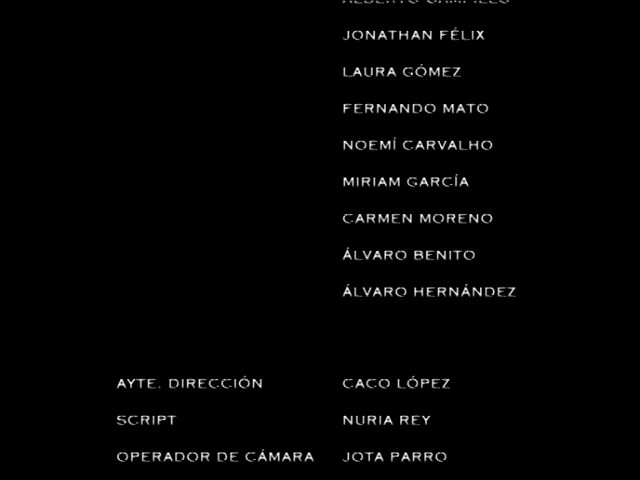 JONATHAN FÉLIX
LAURA GÓMEZ
FERNANDO MATO
NOEMÍ CARVALHO
MIRIAM GARCÍA
CARMEN MORENO
ÁLVARO BENITO
ÁLVARO HERNÁNDEZ
AYTE. DIRECCIÓN CACO LÓPEZ
SCRIPT NURIA REY
OPERADOR DE CÁMARA JOTA PARRO